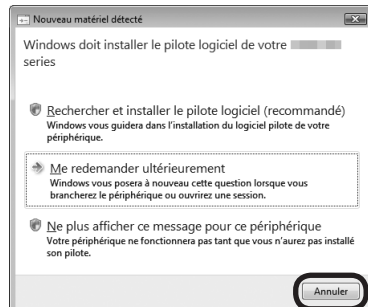 Nouveau matériel détecté
Windows doit installer le pilote logiciel de votre
series
Rechercher et installer le pilote logiciel (recommandé)
Windows vous guidera dans l'installation du logiciel pilote de votre
périphérique.
Me redemander ultérieurement
Windows vous posera à nouveau cette question lorsque vous
brancherez le périphérique ou ouvrirez une session.
Ne plus afficher ce message pour ce périphérique
Votre périphérique ne fonctionnera pas tant que vous n'aurez pas installé
son pilote.
Annuler